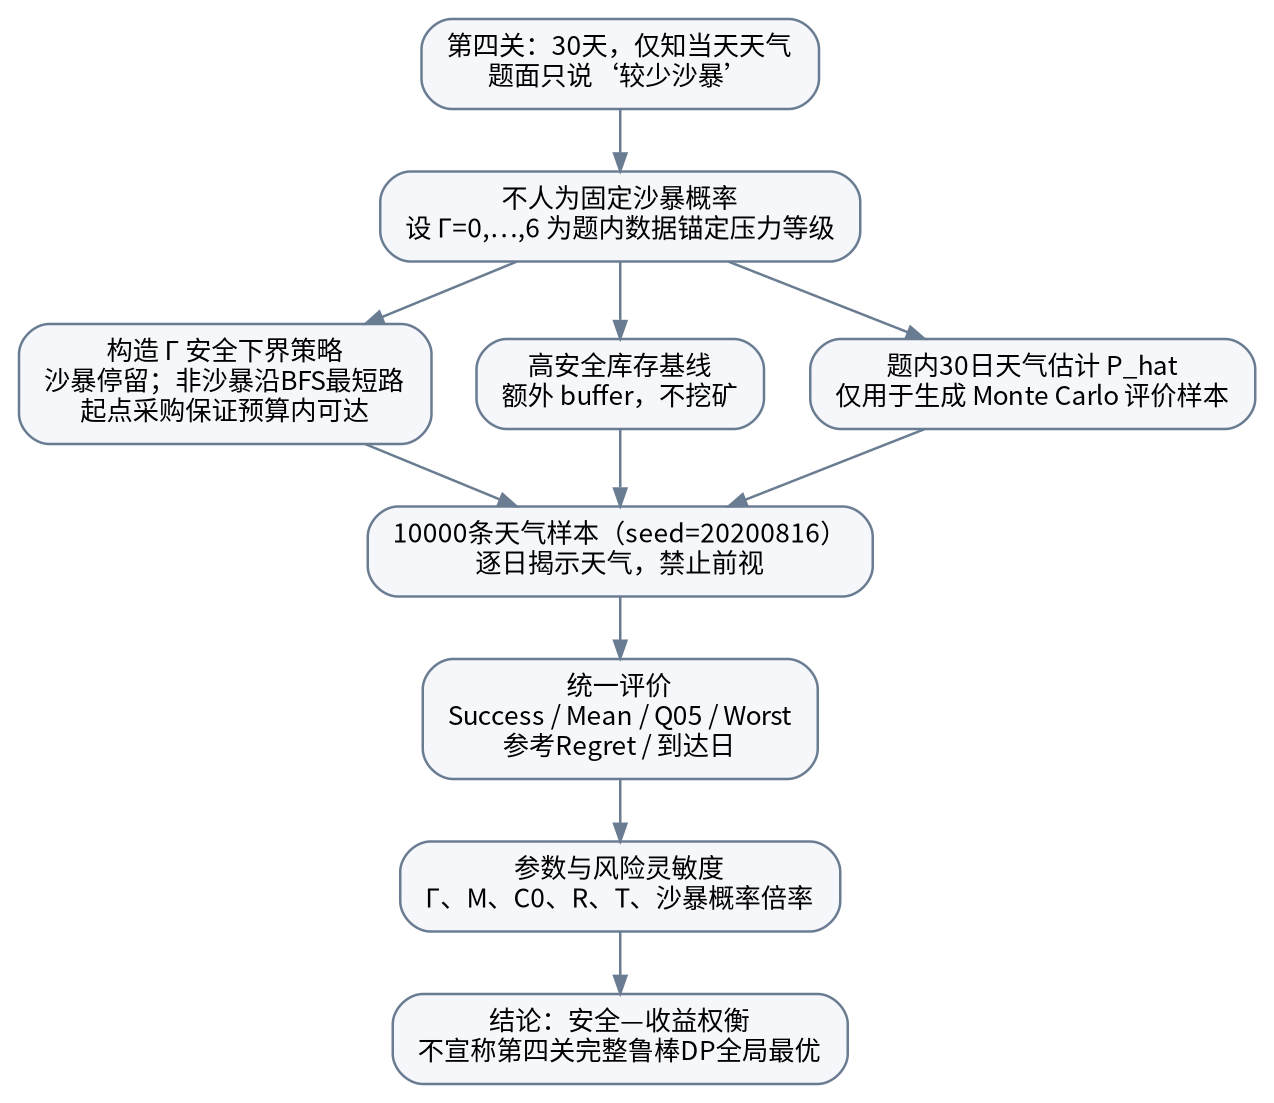 第四关：30天，仅知当天天气
题面只说‘较少沙暴’
不人为固定沙暴概率
设 Γ=0,…,6 为题内数据锚定压力等级
构造 Γ 安全下界策略
沙暴停留；非沙暴沿BFS最短路
起点采购保证预算内可达
高安全库存基线
额外 buffer，不挖矿
题内30日天气估计 P_hat
仅用于生成 Monte Carlo 评价样本
10000条天气样本（seed=20200816）
逐日揭示天气，禁止前视
统一评价
Success / Mean / Q05 / Worst
参考Regret / 到达日
参数与风险灵敏度
Γ、M、C0、R、T、沙暴概率倍率
结论：安全—收益权衡
不宣称第四关完整鲁棒DP全局最优